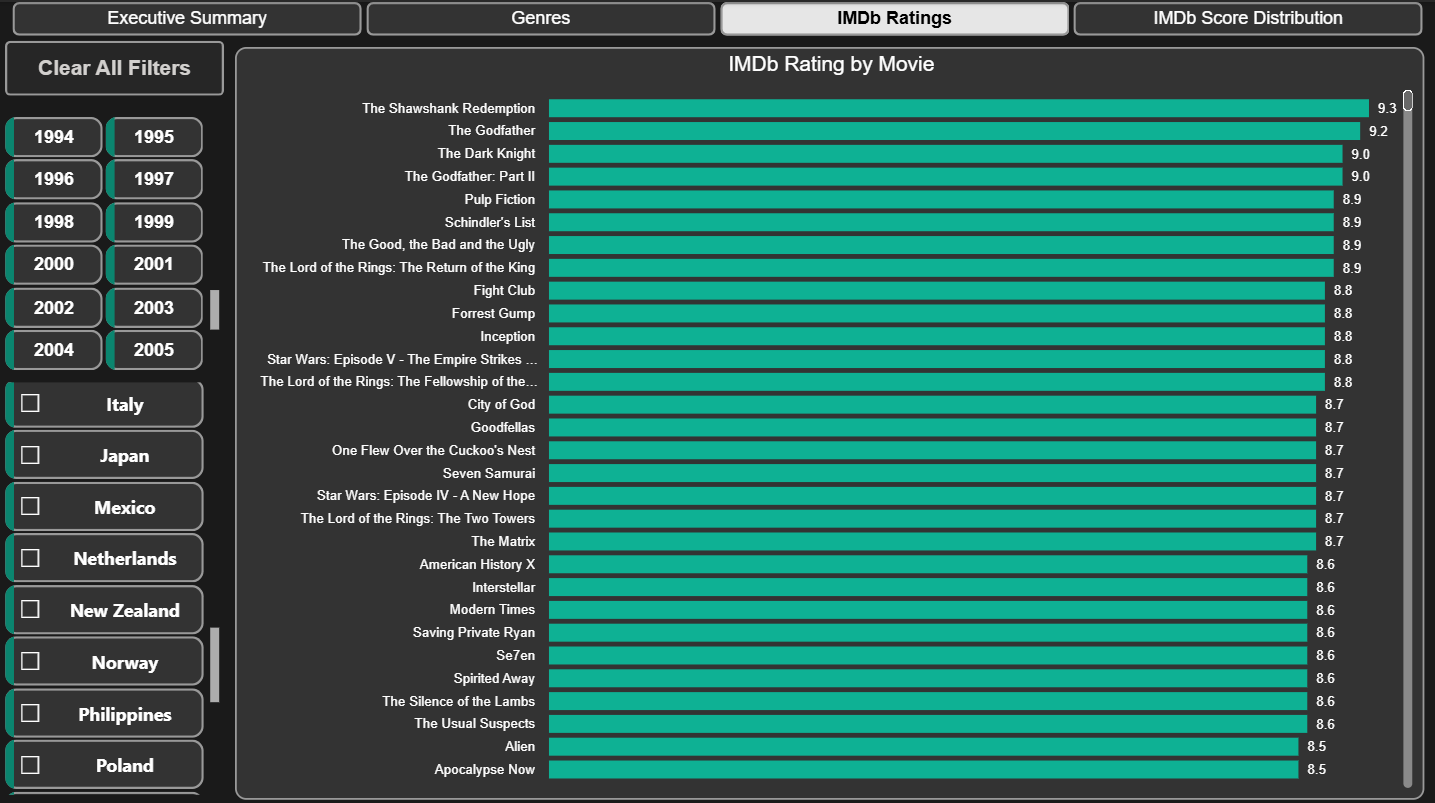 Executive Summary
Genres
IMDb Ratings
IMDb Score Distribution
Clear All Filters
1994 1995
1996 1997
1998 1999
2000 2001
2002 2003
2004 2005
Italy
Japan
Mexico
Netherlands
New Zealand
Norway
Philippines
Poland
IMDb Rating by Movie
The Shawshank Redemption 9.3
The Godfather 9.2
The Dark Knight 9.0
The Godfather: Part II 9.0
Pulp Fiction 8.9
Schindler's List 8.9
The Good, the Bad and the Ugly 8.9
The Lord of the Rings: The Return of the King 8.9
Fight Club 8.8
Forrest Gump 8.8
Inception 8.8
Star Wars: Episode V - The Empire Strikes ... 8.8
The Lord of the Rings: The Fellowship of the... 8.8
City of God 8.7
Goodfellas 8.7
One Flew Over the Cuckoo's Nest 8.7
Seven Samurai 8.7
Star Wars: Episode IV - A New Hope 8.7
The Lord of the Rings: The Two Towers 8.7
The Matrix 8.7
American History X 8.6
Interstellar 8.6
Modern Times 8.6
Saving Private Ryan 8.6
Se7en 8.6
Spirited Away 8.6
The Silence of the Lambs 8.6
The Usual Suspects 8.6
Alien 8.5
Apocalypse Now 8.5